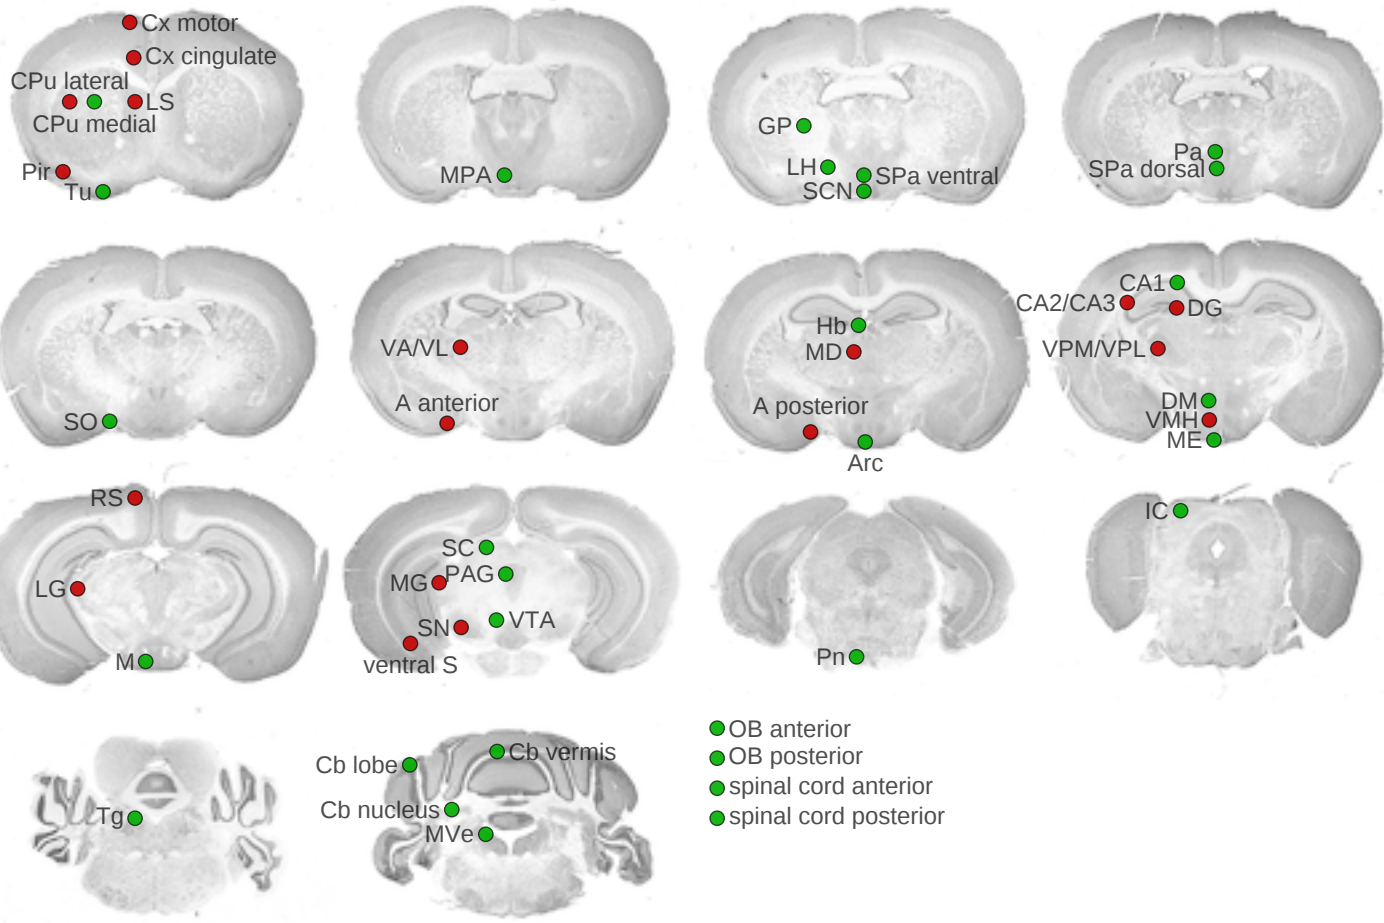 Cx motor
Cx cingulate
CPu lateral
LS
CPu medial
Pir
Tu
MPA
GP
LH
SPa ventral
SCN
Pa
SPa dorsal
SO
VA/VL
A anterior
Hb
MD
A posterior
Arc
CA1
CA2/CA3
DG
VPM/VPL
DM
VMH
ME
RS
LG
M
SC
MG
PAG
SN
VTA
ventral S
Pn
IC
Tg
Cb lobe
Cb vermis
Cb nucleus
MVe
OB anterior
OB posterior
spinal cord anterior
spinal cord posterior